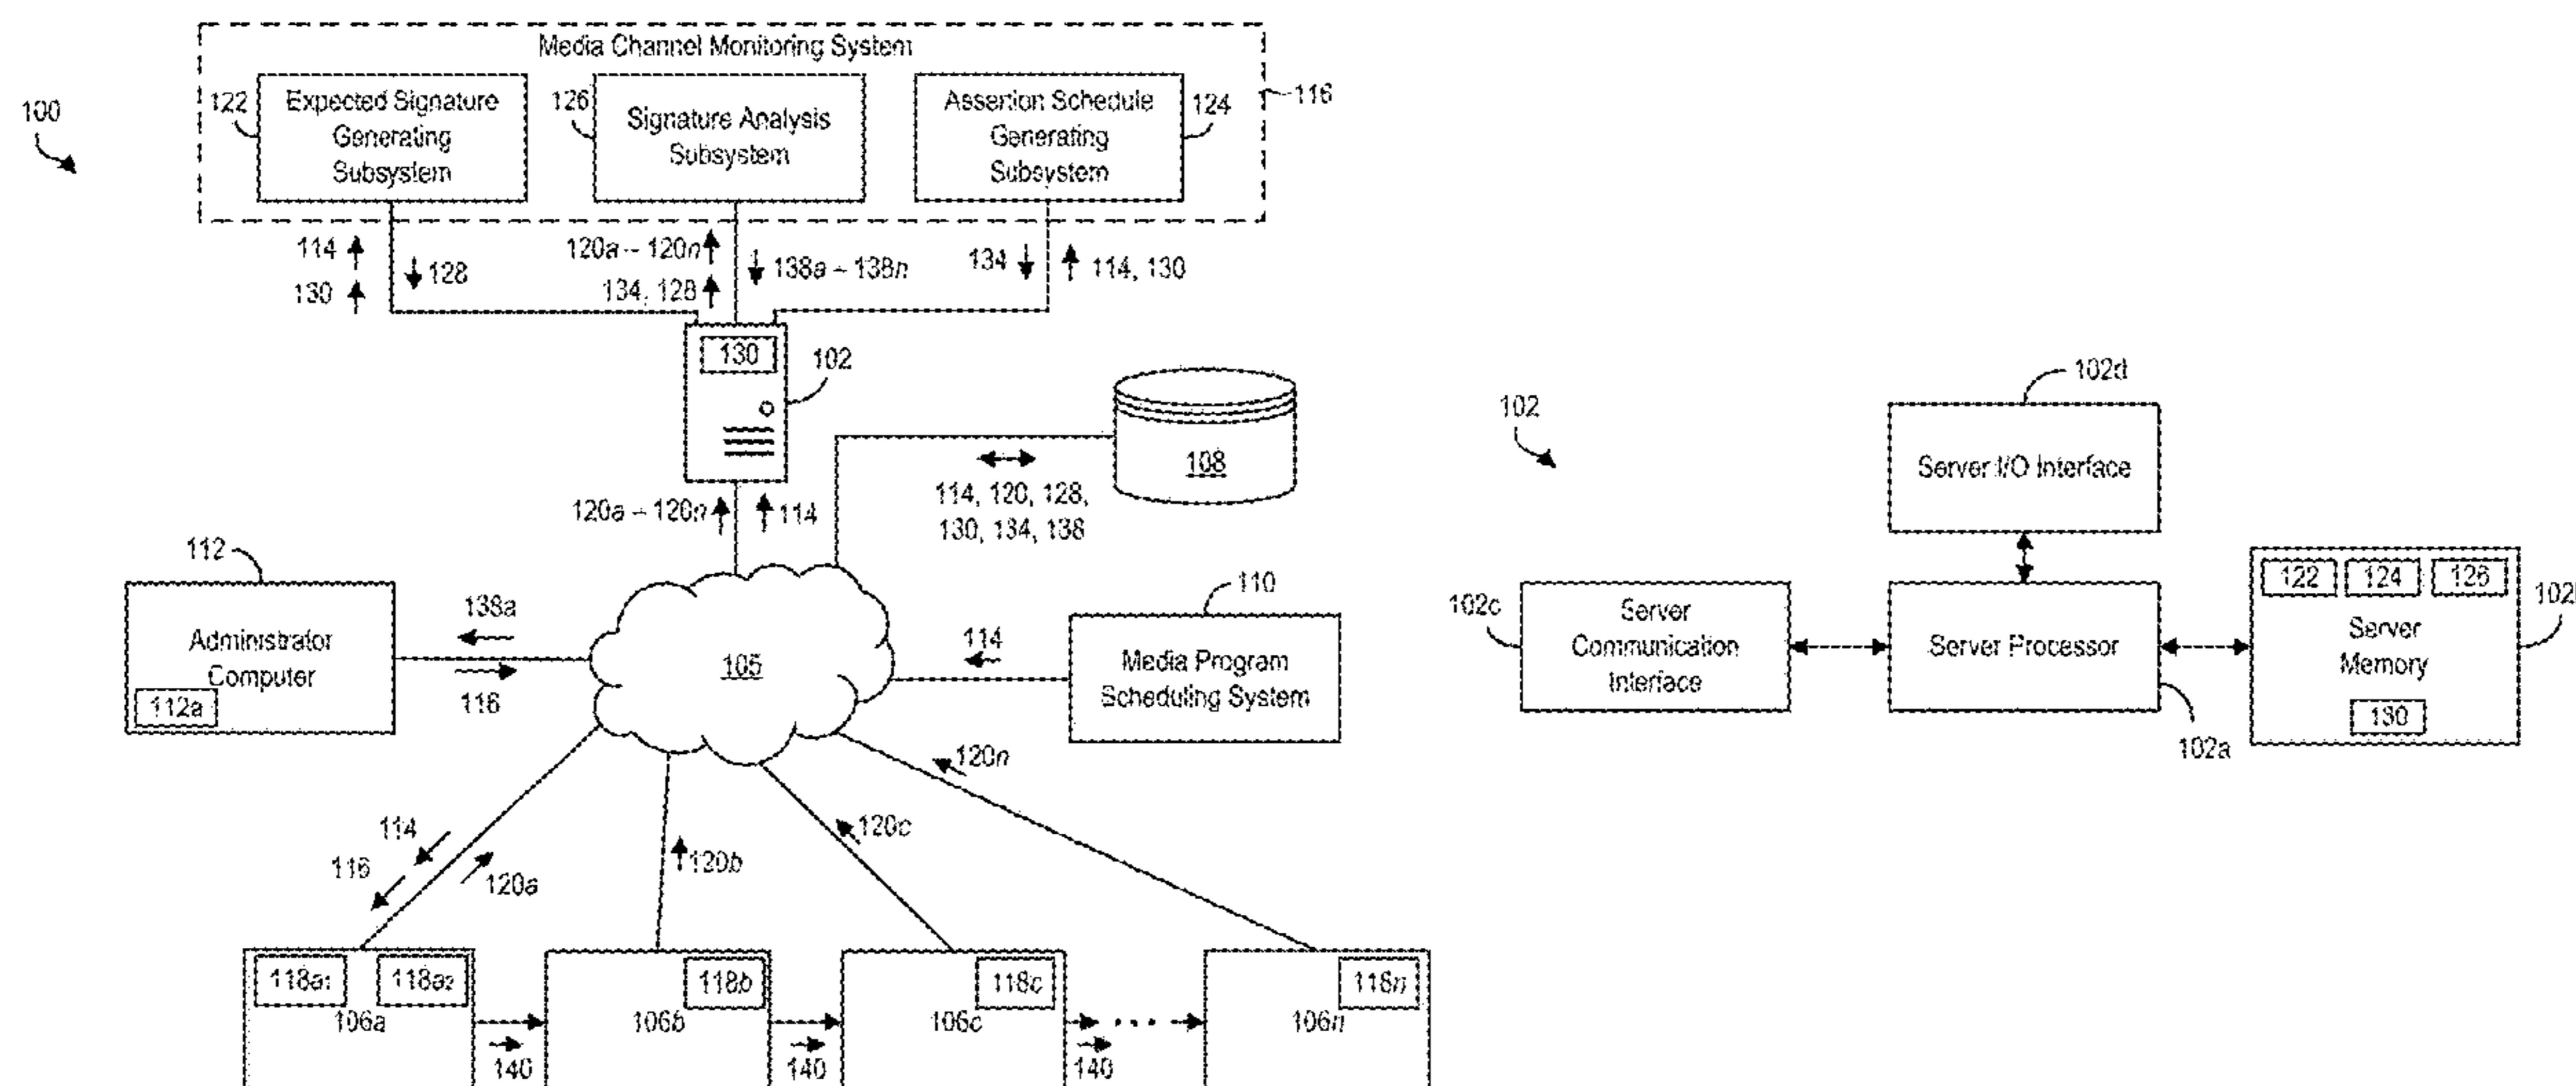 Media Channel Monitoring System
100
122
Expected Signature
Generating
Subsystem
126
Signature Analysis
Subsystem
Assertion Schedule
Generating
Subsystem
124
116
114
130
128
120a – 120n
134, 128
138a – 138n
134
114, 130
130
102
108
114, 120, 128,
130, 134, 138
120a – 120n
114
112
Administrator
Computer
112a
138a
116
105
110
114
Media Program
Scheduling System
114
116
120a
120b
120c
120n
118a1
118a2
106a
118b
106b
118c
106c
118n
106n
140
140
140
102
102d
Server I/O Interface
102c
Server
Communication
Interface
Server Processor
102a
122
124
126
Server
Memory
130